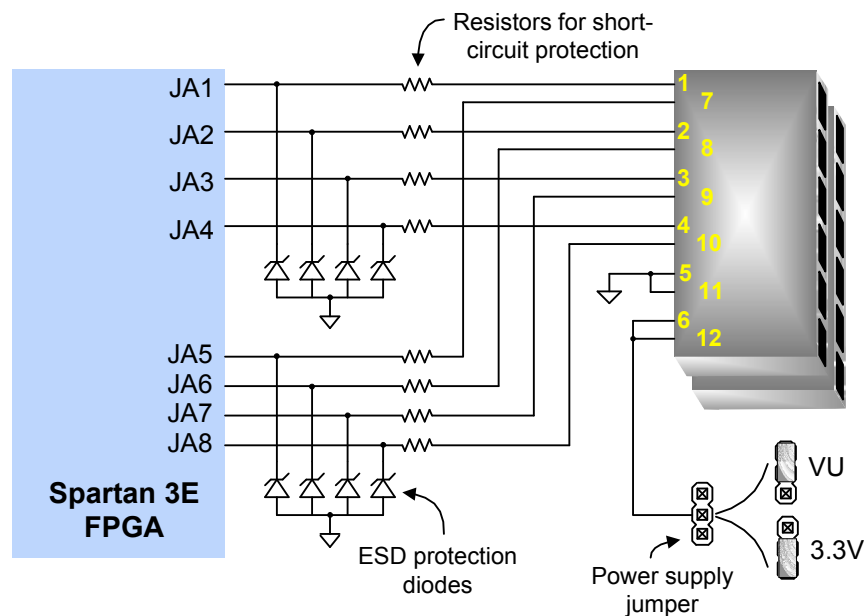 Resistors for short-
circuit protection
JA1
JA2
JA3
JA4
JA5
JA6
JA7
JA8
Spartan 3E
FPGA
1
7
2
8
3
9
4
10
5
11
6
12
ESD protection
diodes
Power supply
jumper
VU
3.3V